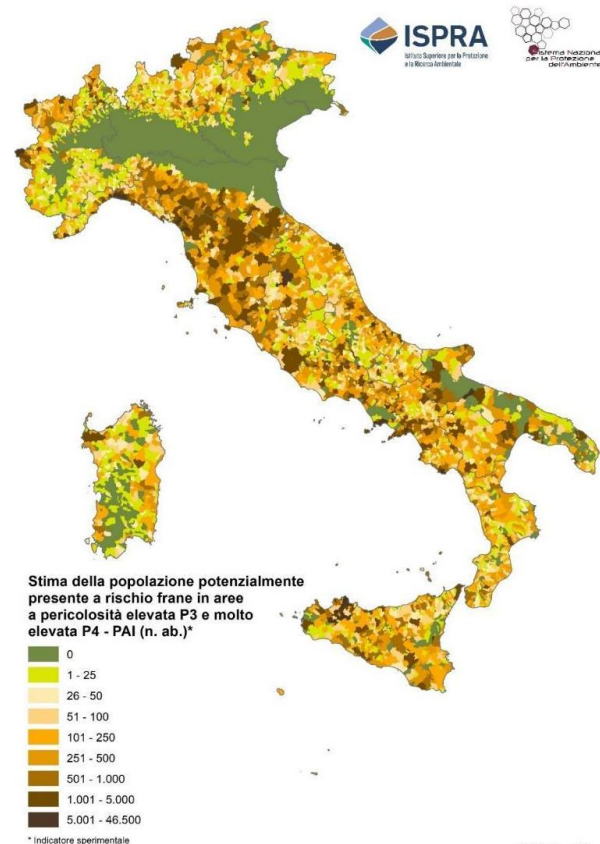 ISPRA
Istituto Superiore per la Protezione
e la Ricerca Ambientale
Sistema Nazionale
per la Protezione
dell'Ambiente
Stima della popolazione potenzialmente
presente a rischio frane in aree
a pericolosità elevata P3 e molto
elevata P4 - PAI (n. ab.)*
0
1 - 25
26 - 50
51 - 100
101 - 250
251 - 500
501 - 1.000
1.001 - 5.000
5.001 - 46.500
* Indicatore sperimentale